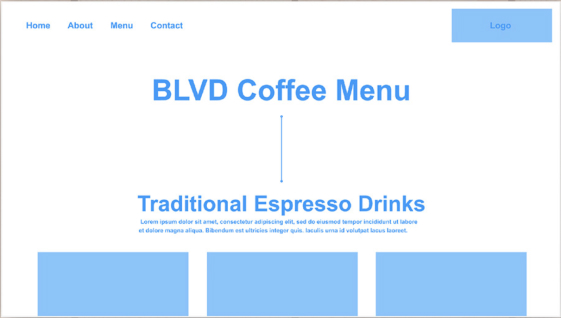 Home About Menu Contact Logo
BLVD Coffee Menu
Traditional Espresso Drinks
Lorem ipsum dolor sit amet, consectetur adipiscing elit, sed do eiusmod tempor incididunt ut labore
et dolore magna aliqua. Bibendum est ultricies integer quis. Iaculis urna id volutpat lacus laoreet.